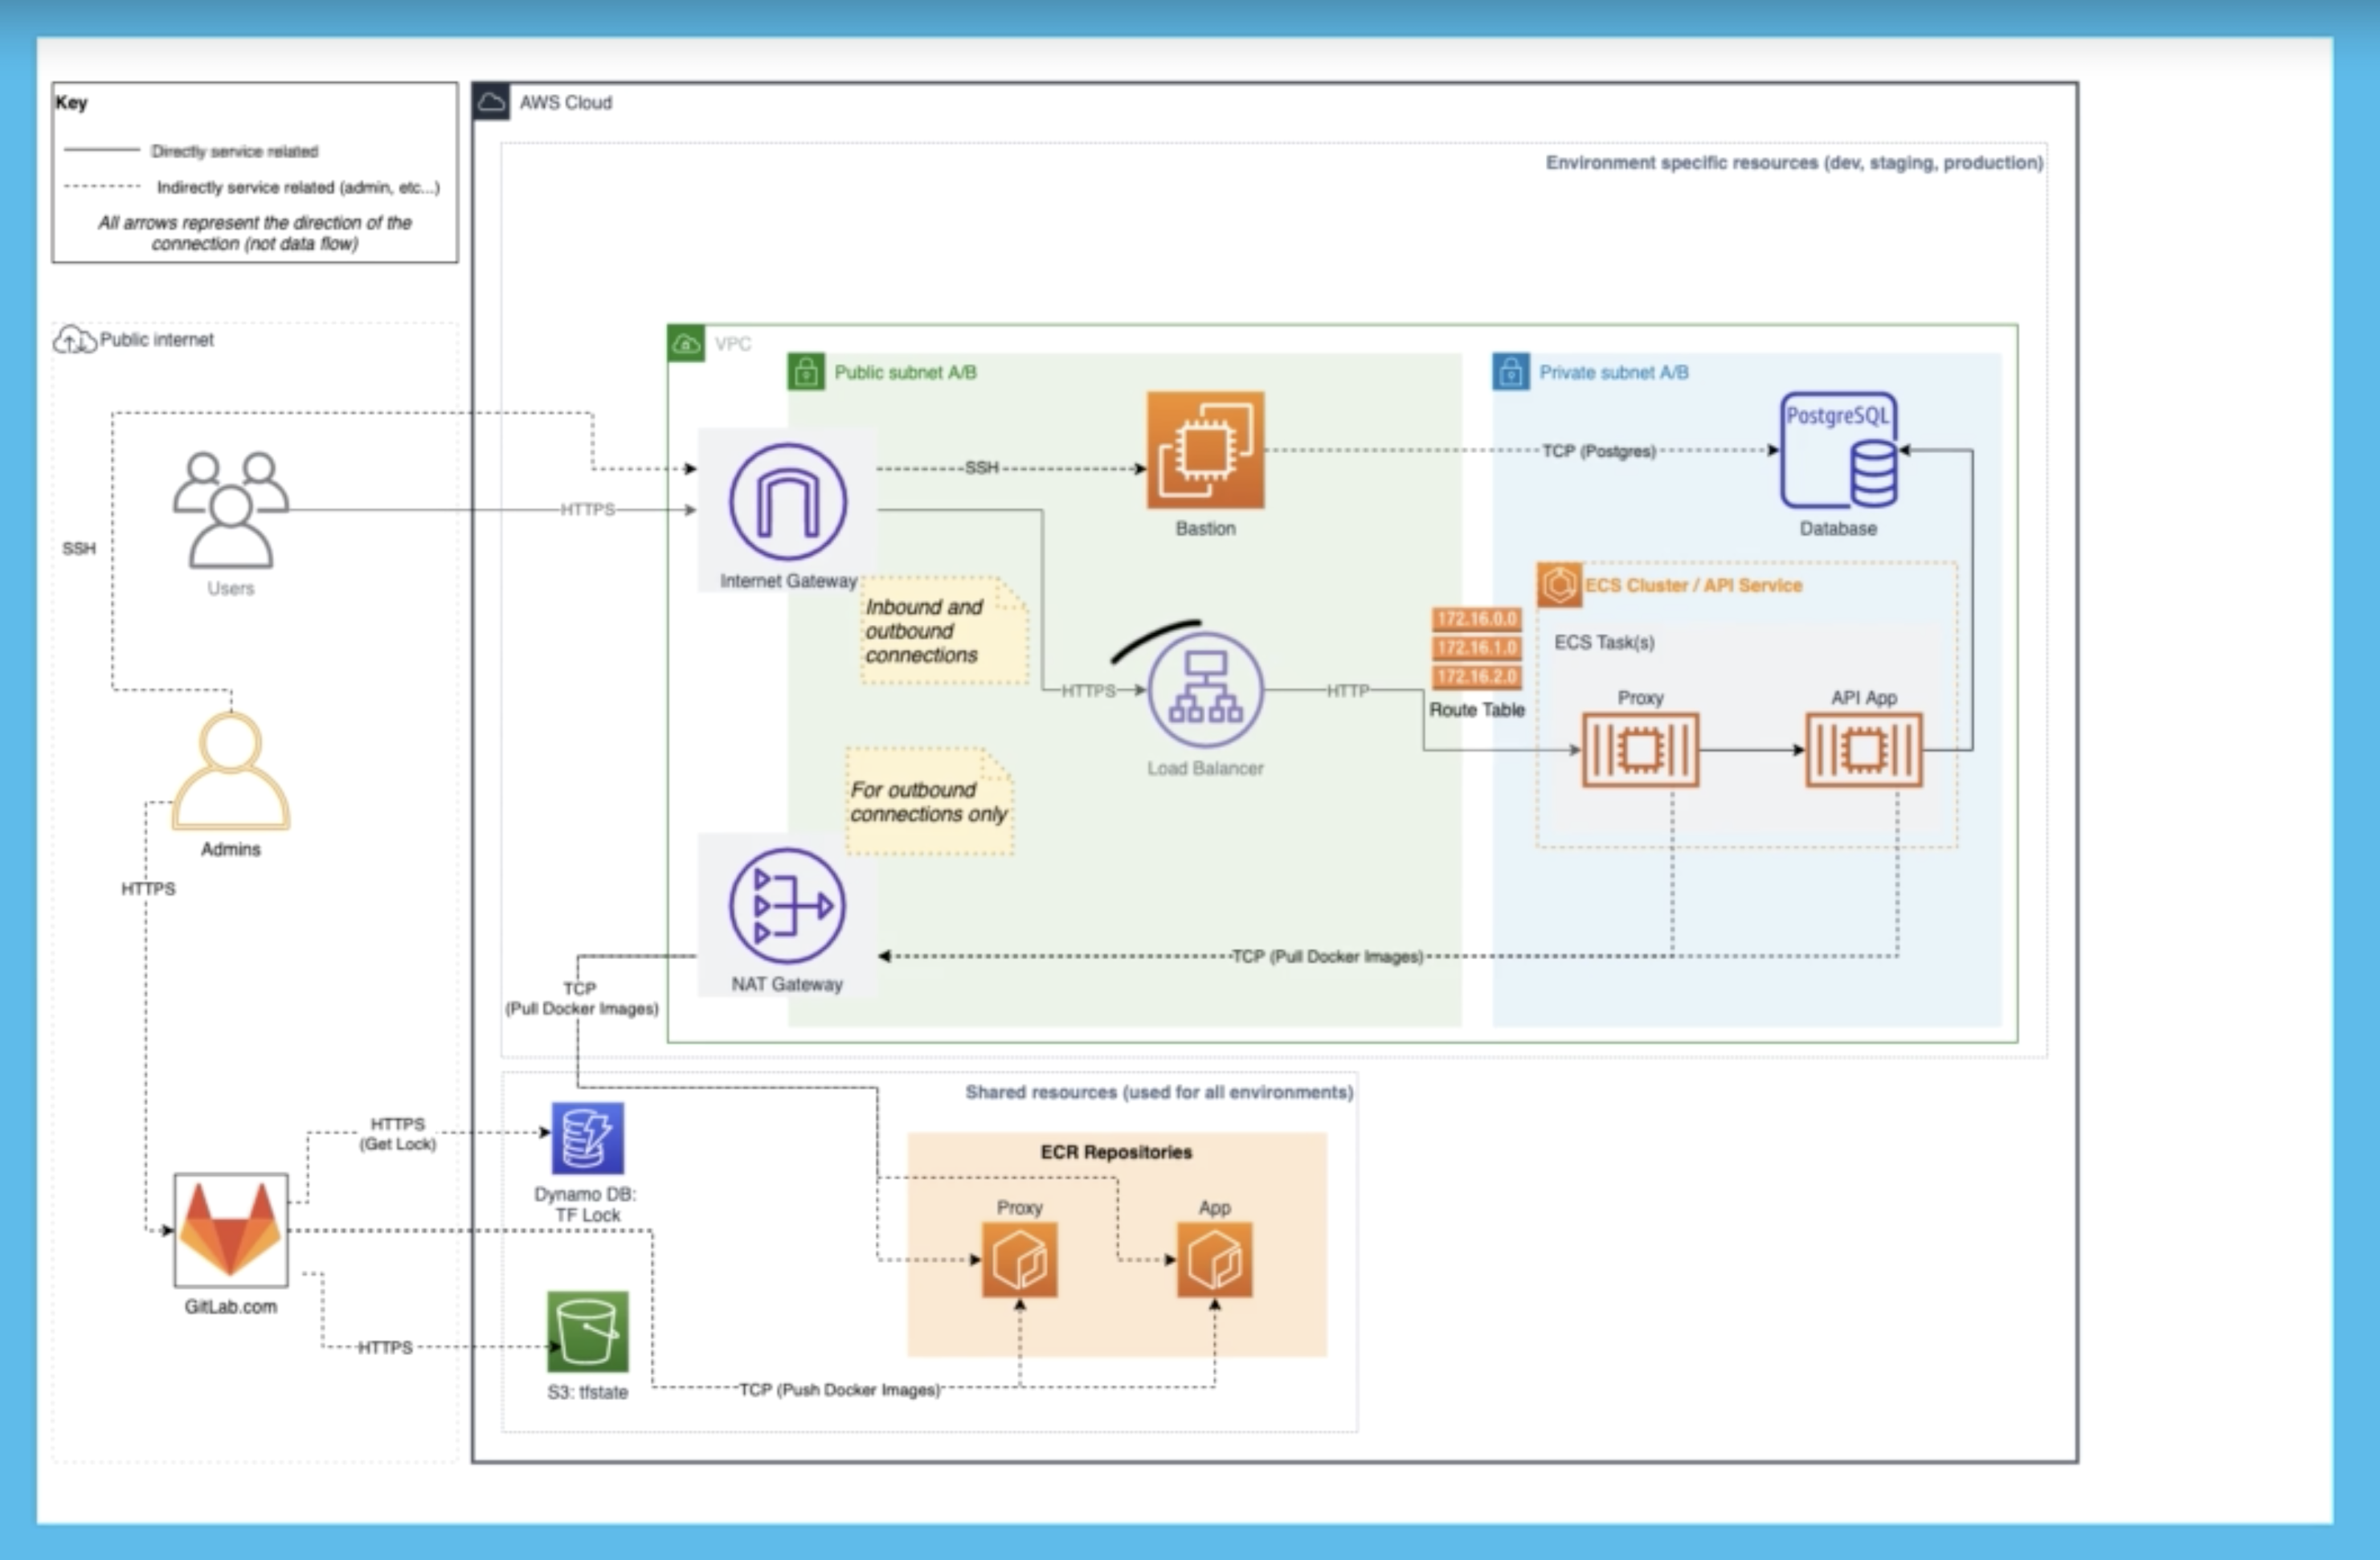 Key
Directly service related
Indirectly service related (admin, etc...)
All arrows represent the direction of the
connection (not data flow)
AWS Cloud
Environment specific resources (dev, staging, production)
Public internet
VPC
Public subnet A/B
Private subnet A/B
PostgreSQL
SSH
TCP (Postgres)
HTTPS
Bastion
Database
SSH
Users
Internet Gateway
Inbound and
outbound
connections
ECS Cluster / API Service
172.16.0.0
172.16.1.0
172.16.2.0
Route Table
ECS Task(s)
Proxy
API App
HTTPS
HTTP
Load Balancer
For outbound
connections only
Admins
HTTPS
NAT Gateway
TCP (Pull Docker Images)
TCP
(Pull Docker Images)
Shared resources (used for all environments)
HTTPS
(Get Lock)
Dynamo DB:
TF Lock
ECR Repositories
Proxy
App
GitLab.com
HTTPS
S3: tfstate
TCP (Push Docker Images)